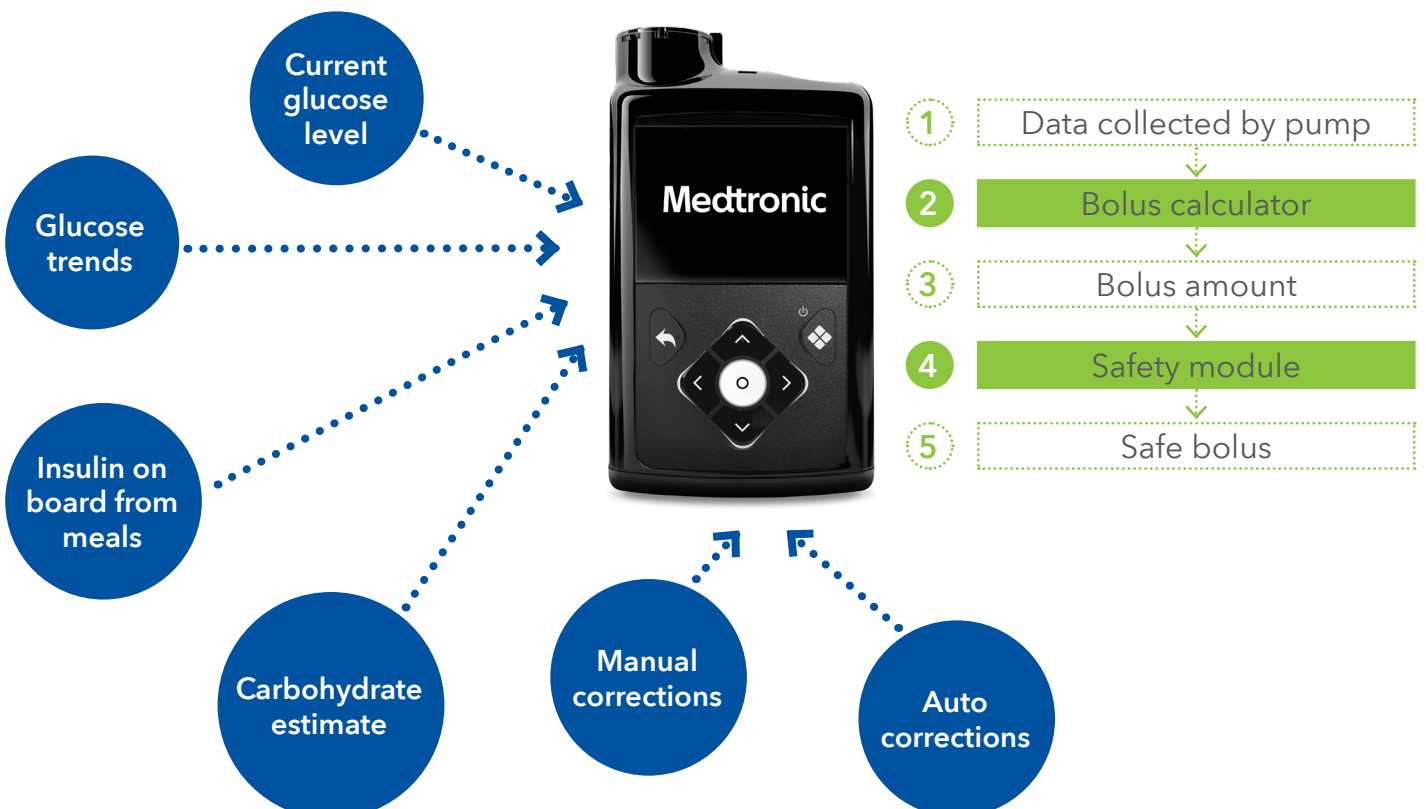 Current
glucose
level
Glucose
trends
Insulin on
board from
meals
Carbohydrate
estimate
Manual
corrections
Auto
corrections
Medtronic
1 Data collected by pump
2 Bolus calculator
3 Bolus amount
4 Safety module
5 Safe bolus